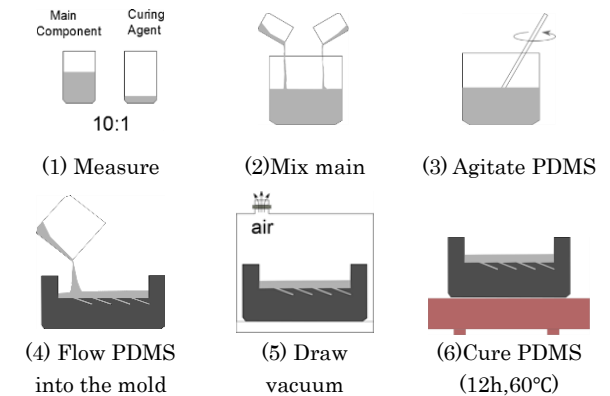 Main
Component
Curing
Agent
10:1
(1) Measure
(2)Mix main
(3) Agitate PDMS
(4) Flow PDMS
into the mold
air
(5) Draw
vacuum
(6)Cure PDMS
(12h,60℃)